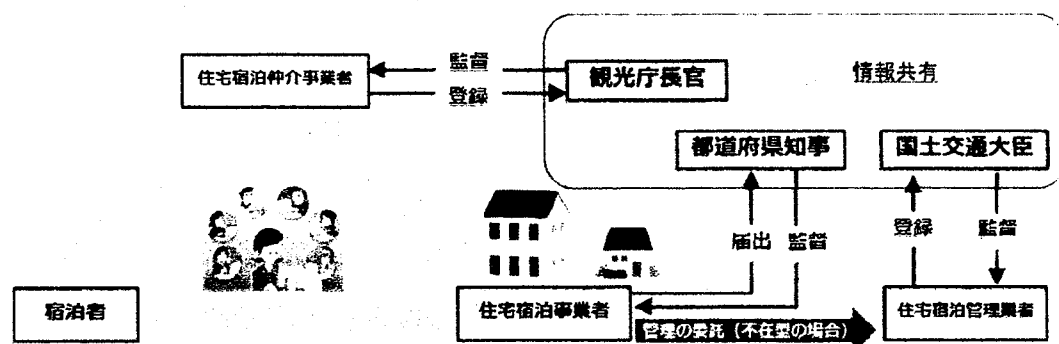 監督
住宅宿泊仲介事業者
観光庁長官
情報共有
登録
都道府県知事
国土交通大臣
届出
監督
登録
監督
宿泊者
住宅宿泊事業者
住宅宿泊管理業者
管理の委託（不在型の場合）